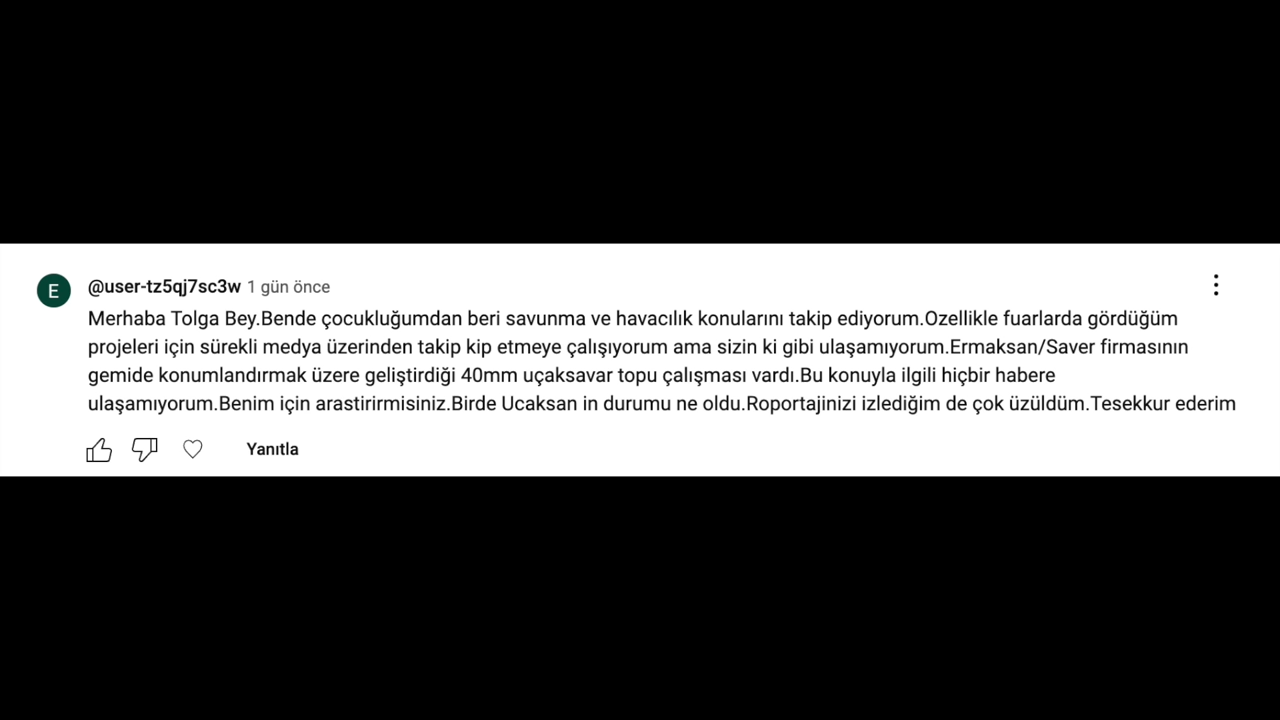 E
@user-tz5qj7sc3w 1 gün önce
Merhaba Tolga Bey.Bende çocukluğumdan beri savunma ve havacılık konularını takip ediyorum.Ozellikle fuarlarda gördüğüm
projeleri için sürekli medya üzerinden takip kip etmeye çalışıyorum ama sizin ki gibi ulaşamıyorum.Ermaksan/Saver firmasının
gemide konumlandırmak üzere geliştirdiği 40mm uçaksavar topu çalışması vardı.Bu konuyla ilgili hiçbir habere
ulaşamıyorum.Benim için arastirirmisiniz.Birde Ucaksan in durumu ne oldu.Roportajinizi izlediğim de çok üzüldüm.Tesekkur ederim
Yanıtla